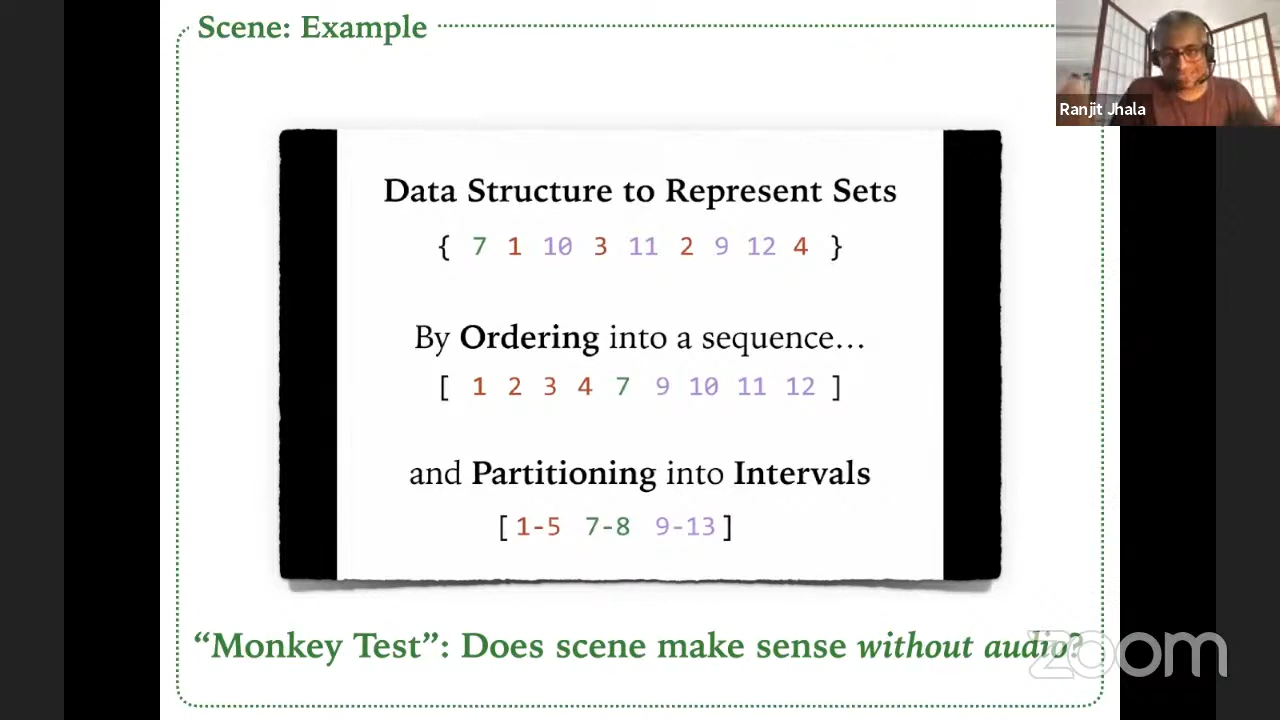 Scene: Example
Ranjit Jhala
Data Structure to Represent Sets
{ 7 1 10 3 11 2 9 12 4 }
By Ordering into a sequence…
[ 1 2 3 4 7 9 10 11 12 ]
and Partitioning into Intervals
[ 1-5 7-8 9-13 ]
“Monkey Test”: Does scene make sense without audio?
zoom